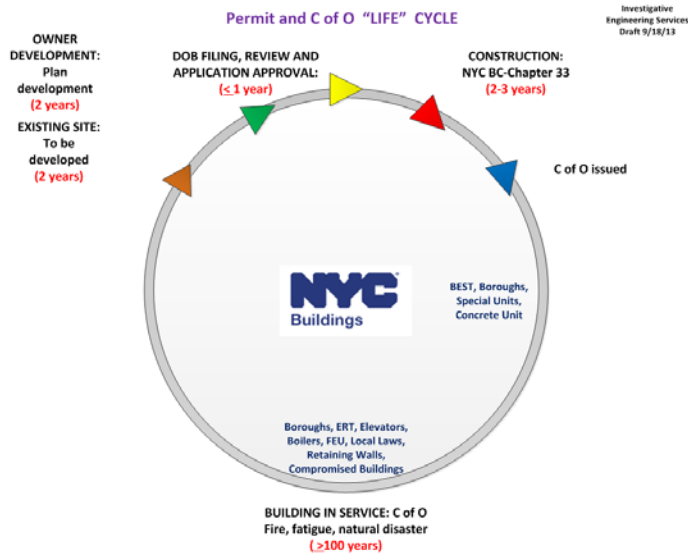 Permit and C of O “LIFE” CYCLE
Investigative
Engineering Services
Draft 9/18/13
OWNER
DEVELOPMENT:
Plan
development
(2 years)
EXISTING SITE:
To be
developed
(2 years)
DOB FILING, REVIEW AND
APPLICATION APPROVAL:
(≤ 1 year)
CONSTRUCTION:
NYC BC-Chapter 33
(2-3 years)
C of O issued
NYC
Buildings
BEST, Boroughs,
Special Units,
Concrete Unit
Boroughs, ERT, Elevators,
Boilers, FEU, Local Laws,
Retaining Walls,
Compromised Buildings
BUILDING IN SERVICE: C of O
Fire, fatigue, natural disaster
( ≥100 years)